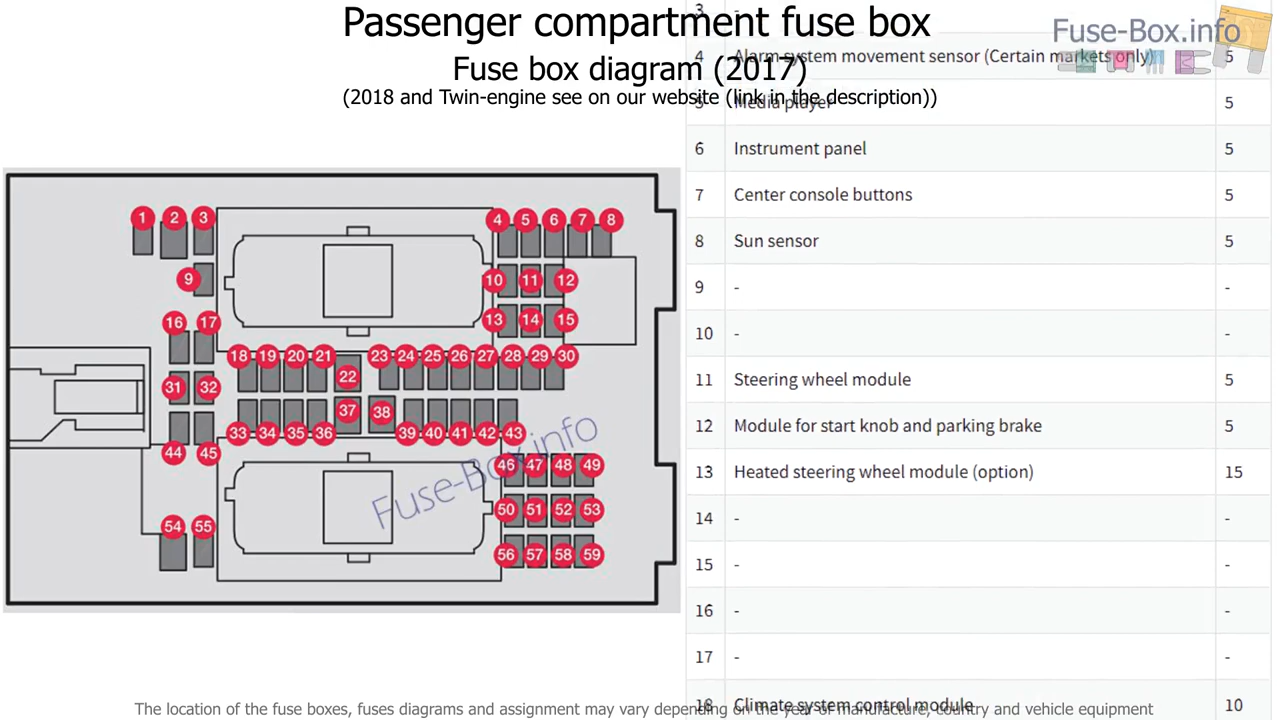 Passenger compartment fuse box
Fuse box diagram (2017)
(2018 and Twin-engine see on our website (link in the description))
Fuse-Box.info
3 -
4 Alarm system movement sensor (Certain markets only) 5
5 Media player 5
6 Instrument panel 5
7 Center console buttons 5
8 Sun sensor 5
9 - -
10 - -
11 Steering wheel module 5
12 Module for start knob and parking brake 5
13 Heated steering wheel module (option) 15
14 - -
15 - -
16 - -
17 - -
18 Climate system control module 10
1 2 3 4 5 6 7 8
9 10 11 12
13 14 15
16 17
18 19 20 21 22 23 24 25 26 27 28 29 30
31 32
37 38
33 34 35 36 39 40 41 42 43
44 45
46 47 48 49
50 51 52 53
54 55
56 57 58 59
Fuse-Box.info
The location of the fuse boxes, fuses diagrams and assignment may vary depending on the year of manufacture, country and vehicle equipment